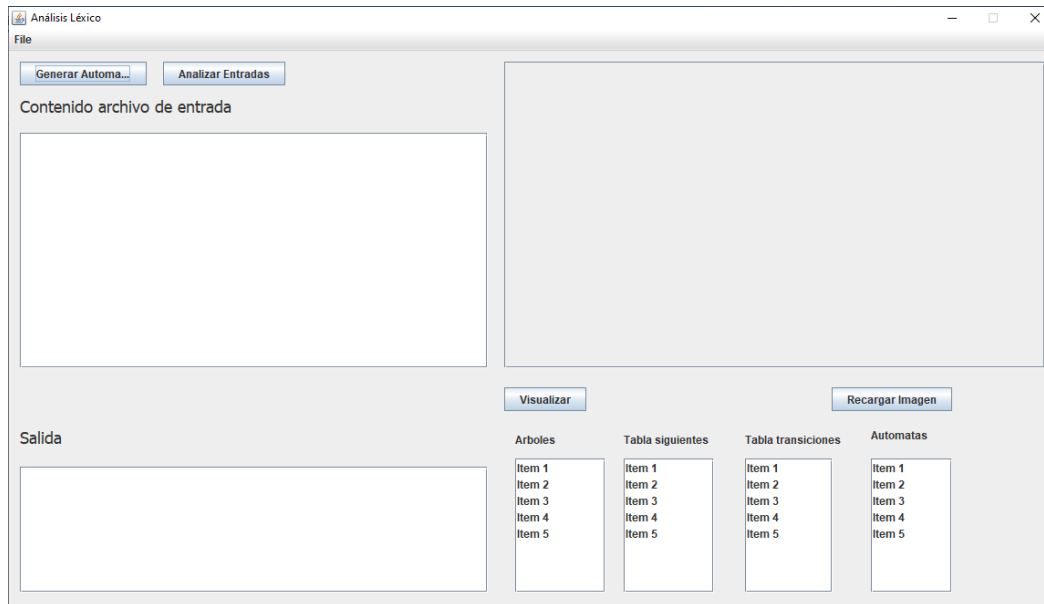 Análisis Léxico
File
Generar Automa...
Analizar Entradas
Contenido archivo de entrada
Visualizar
Recargar Imagen
Salida
Arboles
Item 1
Item 2
Item 3
Item 4
Item 5
Tabla siguientes
Item 1
Item 2
Item 3
Item 4
Item 5
Tabla transiciones
Item 1
Item 2
Item 3
Item 4
Item 5
Automatas
Item 1
Item 2
Item 3
Item 4
Item 5